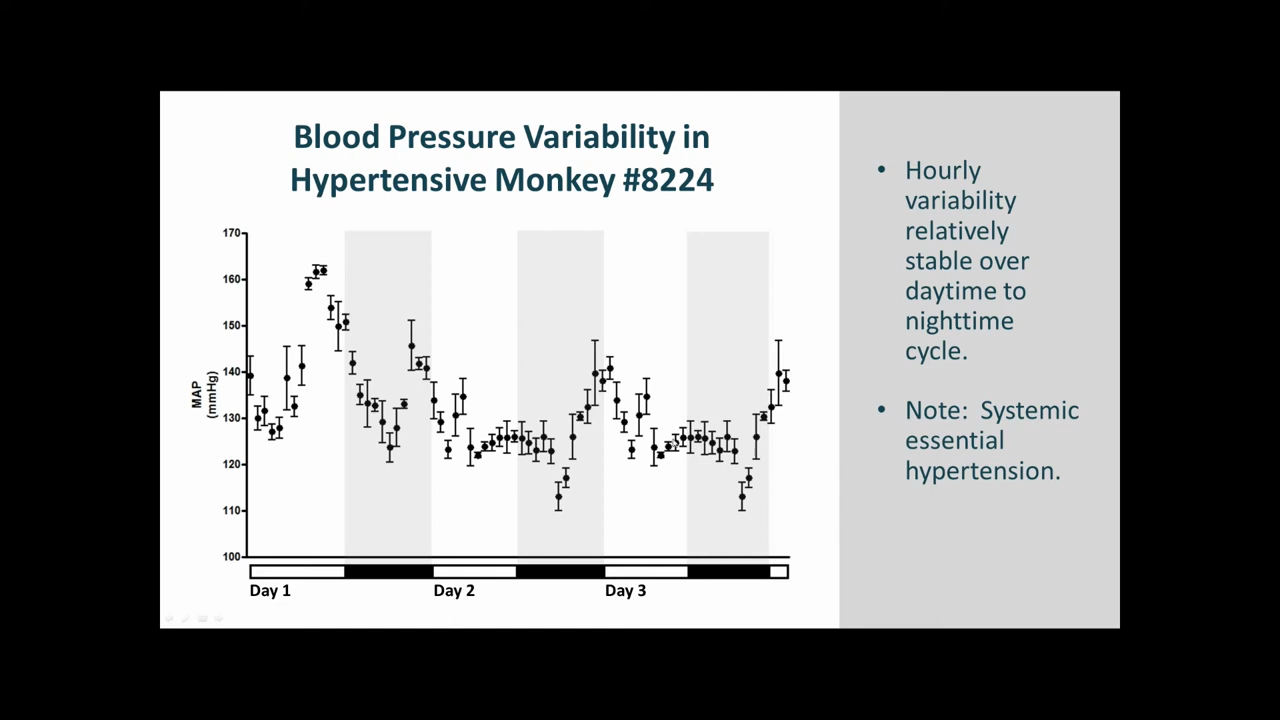 Blood Pressure Variability in
Hypertensive Monkey #8224
170
160
150
140
130
120
110
100
MAP
(mmHg)
Day 1
Day 2
Day 3
• Hourly
variability
relatively
stable over
daytime to
nighttime
cycle.
• Note: Systemic
essential
hypertension.